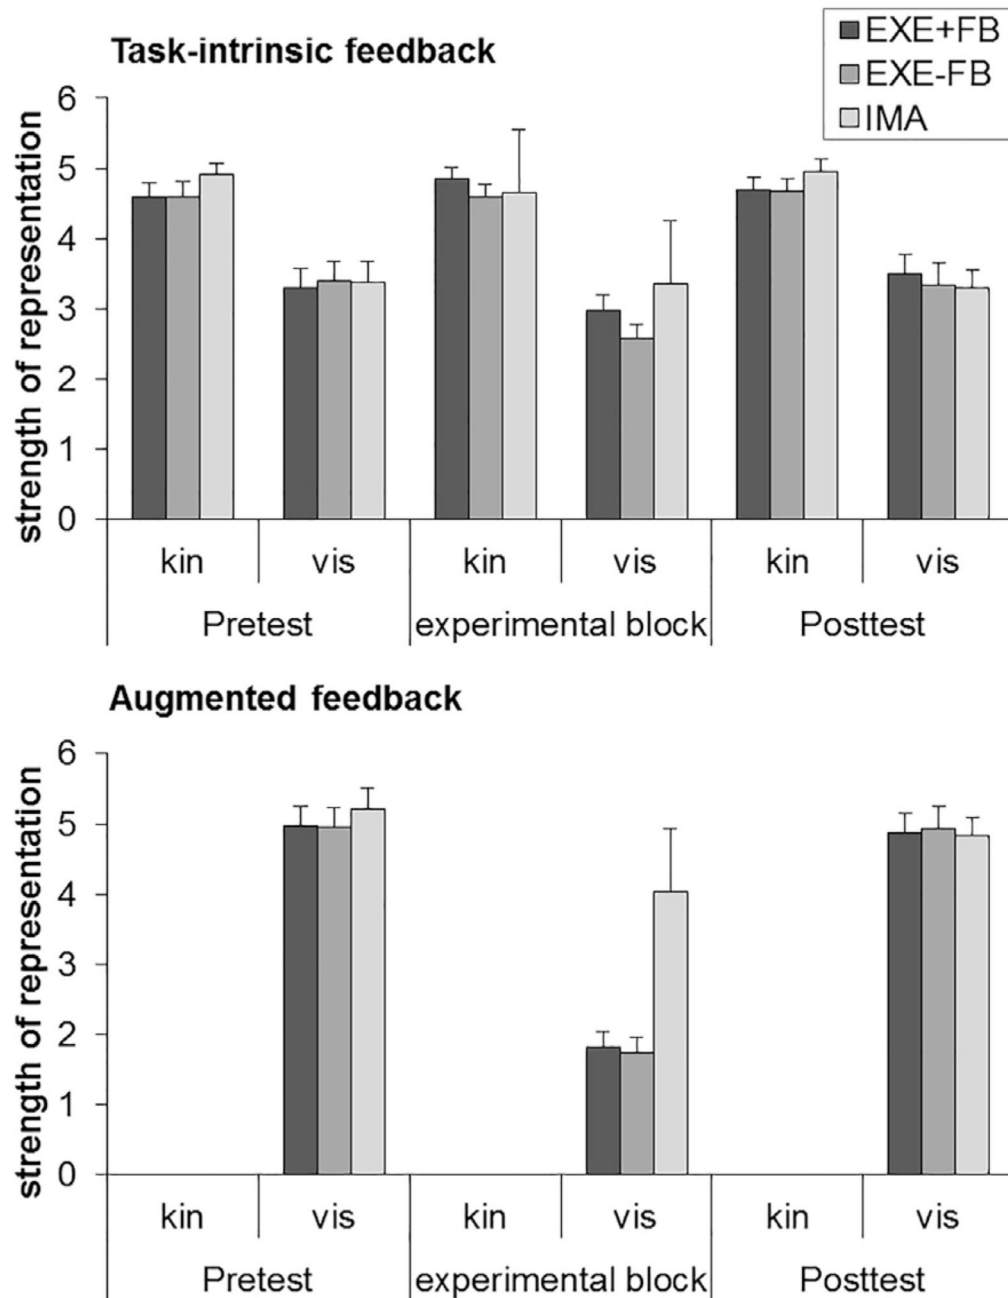 EXE+FB
EXE-FB
IMA
Task-intrinsic feedback
strength of representation
6
5
4
3
2
1
0
kin vis kin vis kin vis
Pretest experimental block Posttest
Augmented feedback
strength of representation
6
5
4
3
2
1
0
kin vis kin vis kin vis
Pretest experimental block Posttest